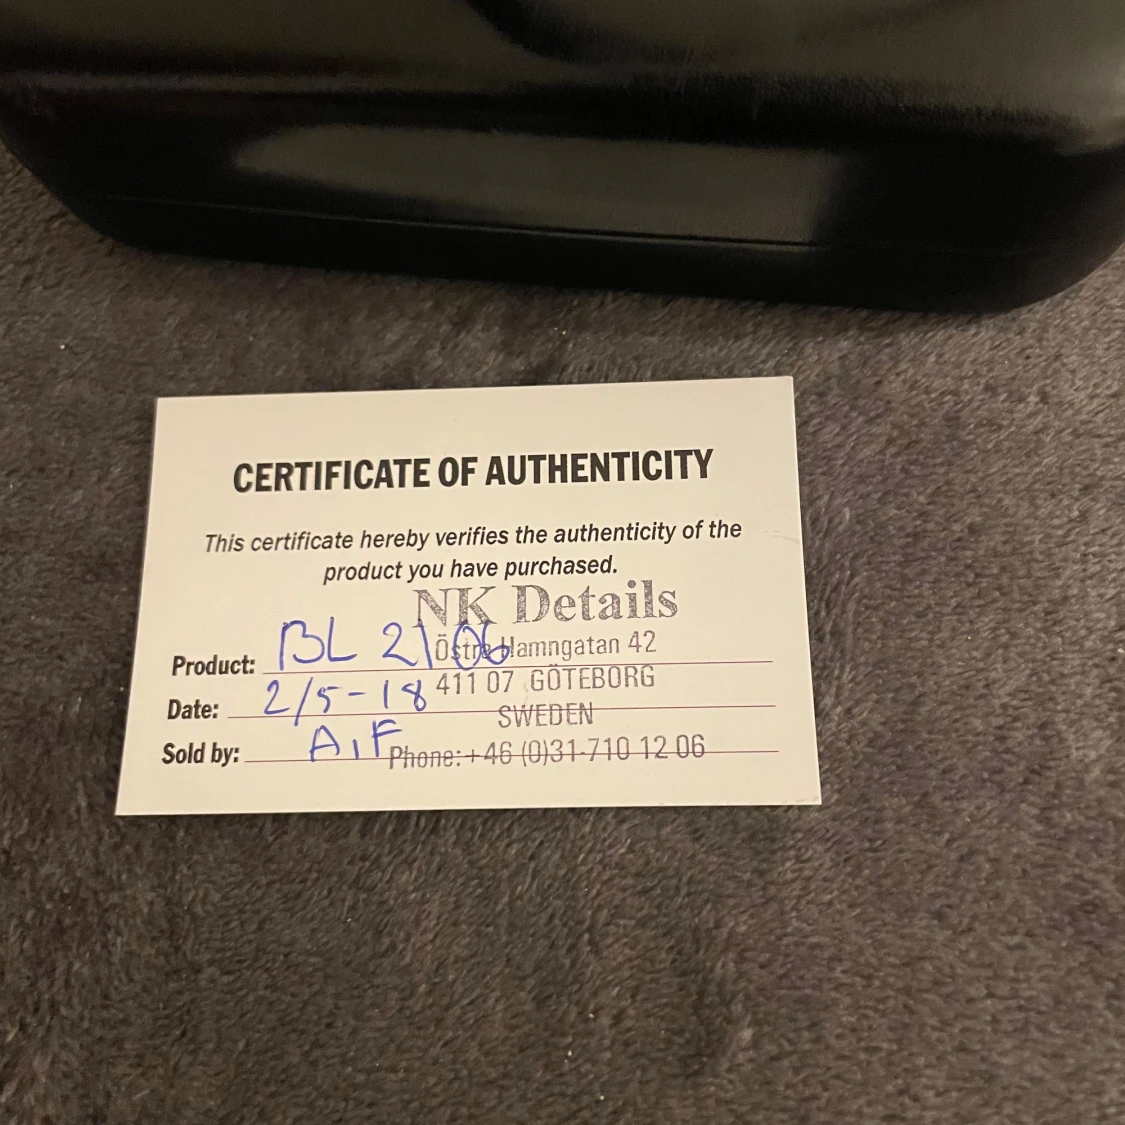 CERTIFICATE OF AUTHENTICITY
This certificate hereby verifies the authenticity of the
product you have purchased.
NK Details
Product: BL 2106
Östra Hamngatan 42
411 07 GÖTEBORG
Date: 2/5-18
SWEDEN
Sold by: A.F
Phone: +46 (0)31-710 12 06